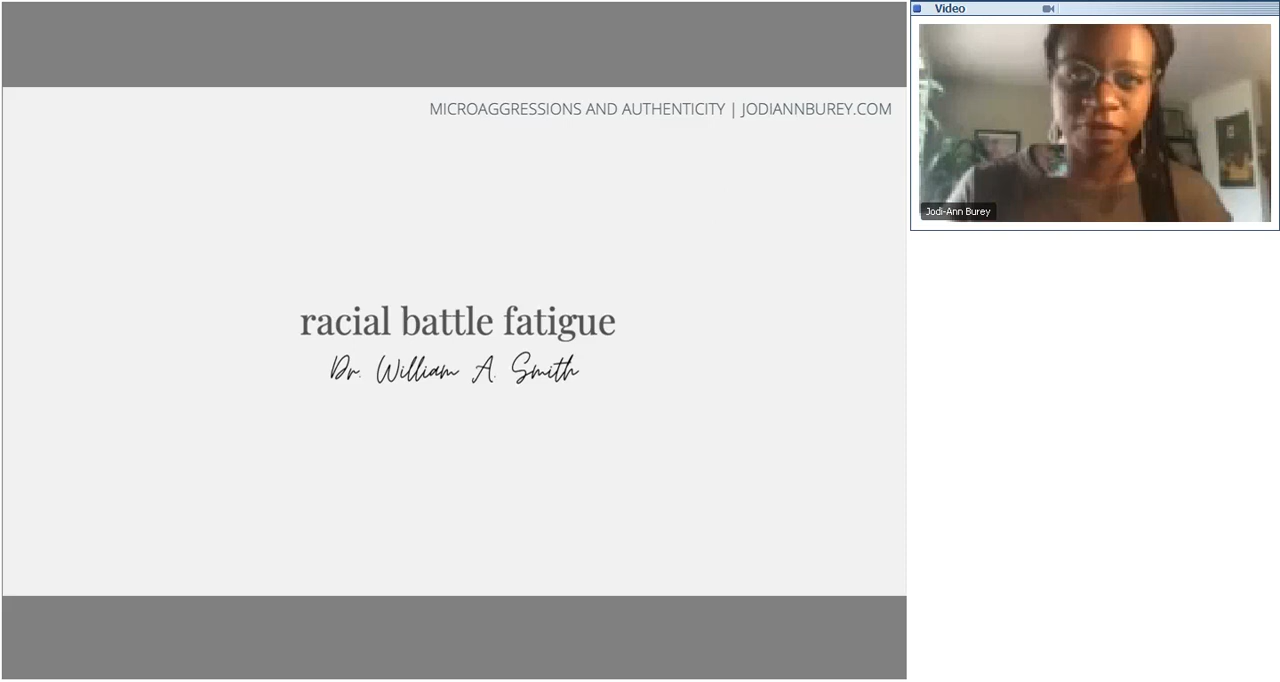 MICROAGGRESSIONS AND AUTHENTICITY | JODIANNBUREY.COM
racial battle fatigue
Dr. William A. Smith
Video
Jodi-Ann Burey